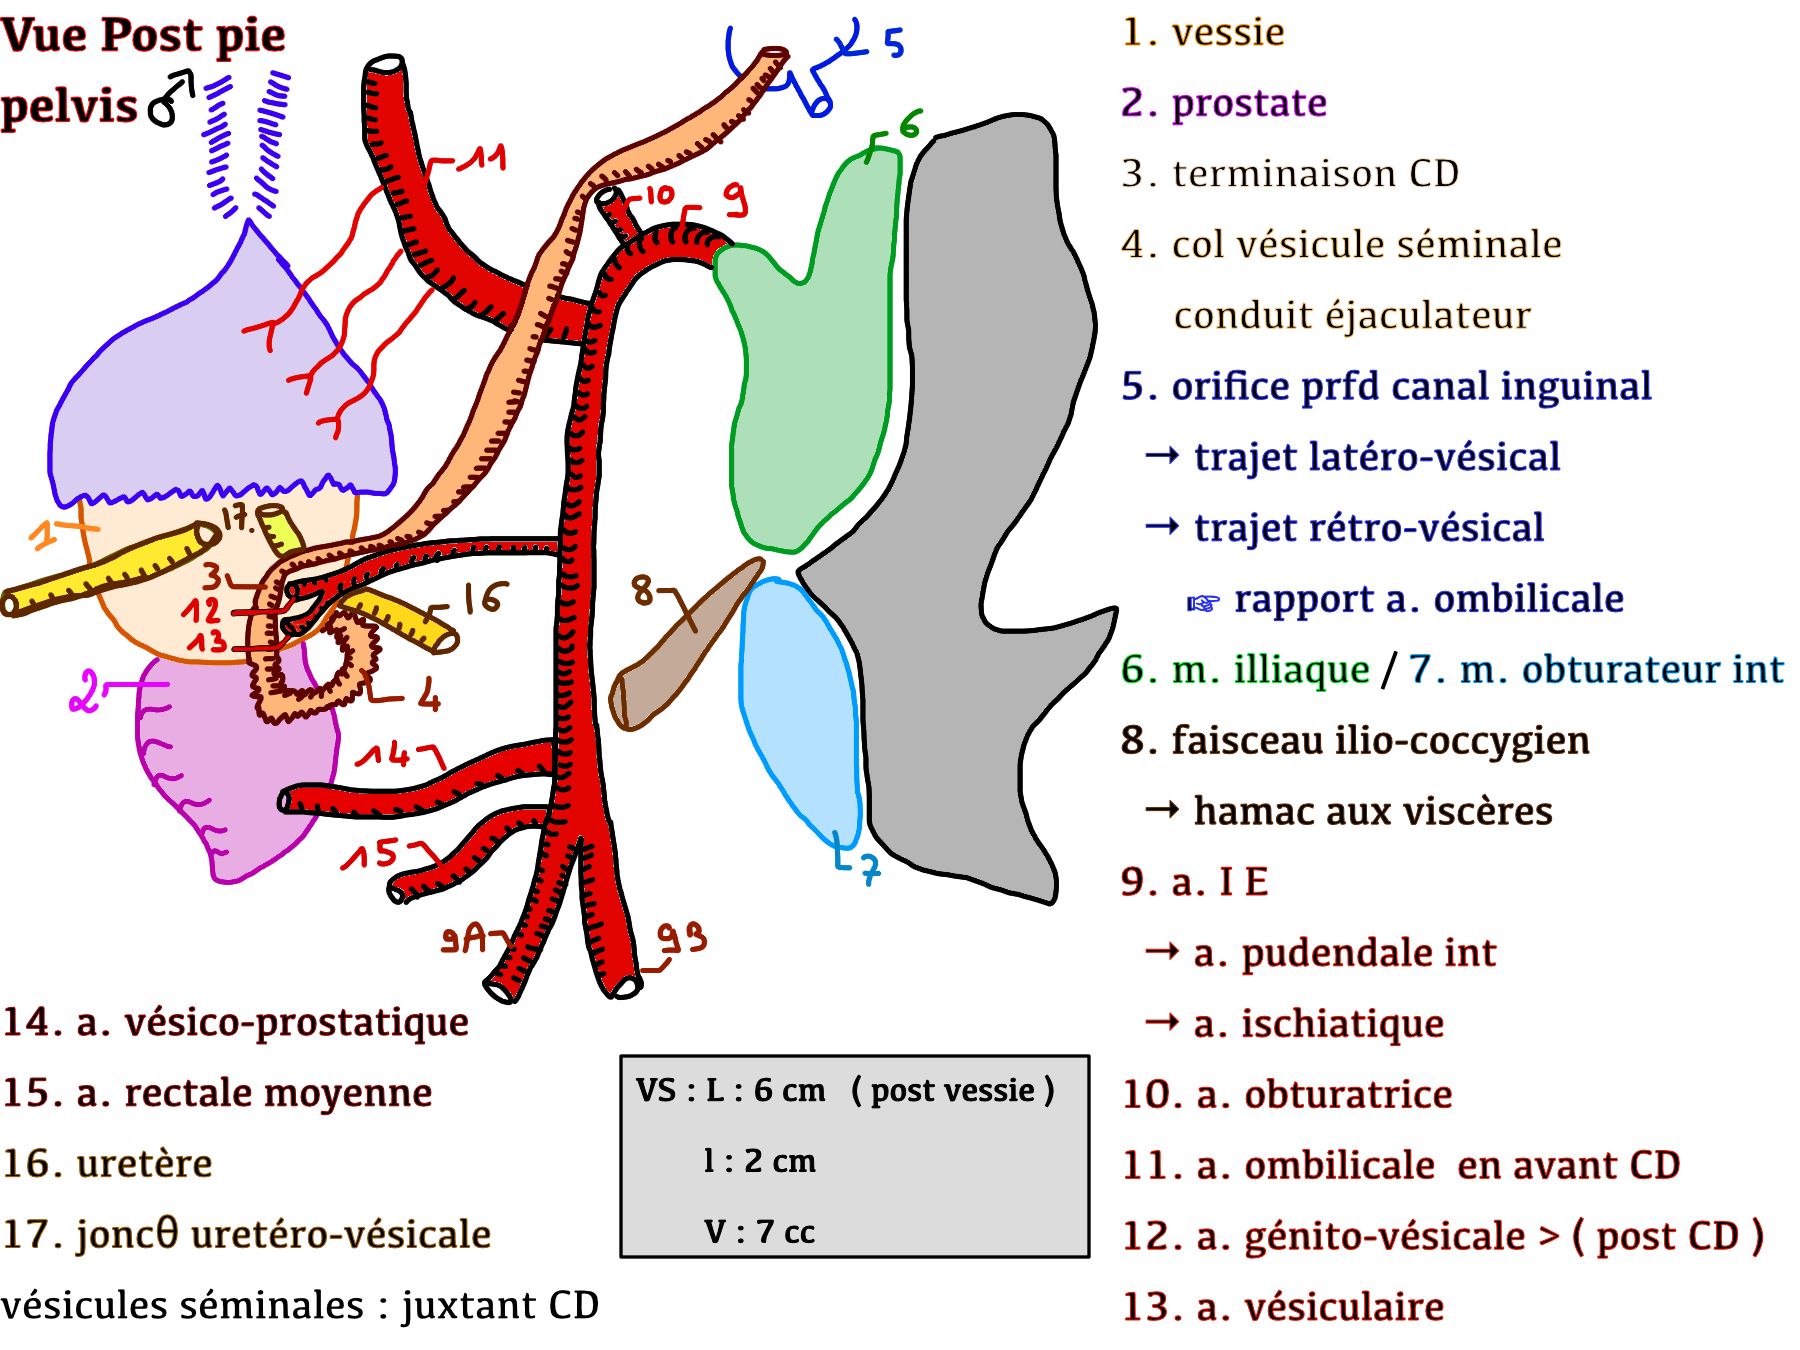 Vue Post pie
pelvis ♂
1
2
3
4
5
6
7
8
9
9A
9B
10
11
12
13
14
15
16
17.
1. vessie
2. prostate
3. terminaison CD
4. col vésicule séminale
conduit éjaculateur
5. orifice prfd canal inguinal
→ trajet latéro-vésical
→ trajet rétro-vésical
☞ rapport a. ombilicale
6. m. illiaque / 7. m. obturateur int
8. faisceau ilio-coccygien
→ hamac aux viscères
9. a. I E
→ a. pudendale int
→ a. ischiatique
10. a. obturatrice
11. a. ombilicale en avant CD
12. a. génito-vésicale > ( post CD )
13. a. vésiculaire
14. a. vésico-prostatique
15. a. rectale moyenne
16. uretère
17. joncθ uretéro-vésicale
vésicules séminales : juxtant CD
VS : L : 6 cm ( post vessie )
l : 2 cm
V : 7 cc